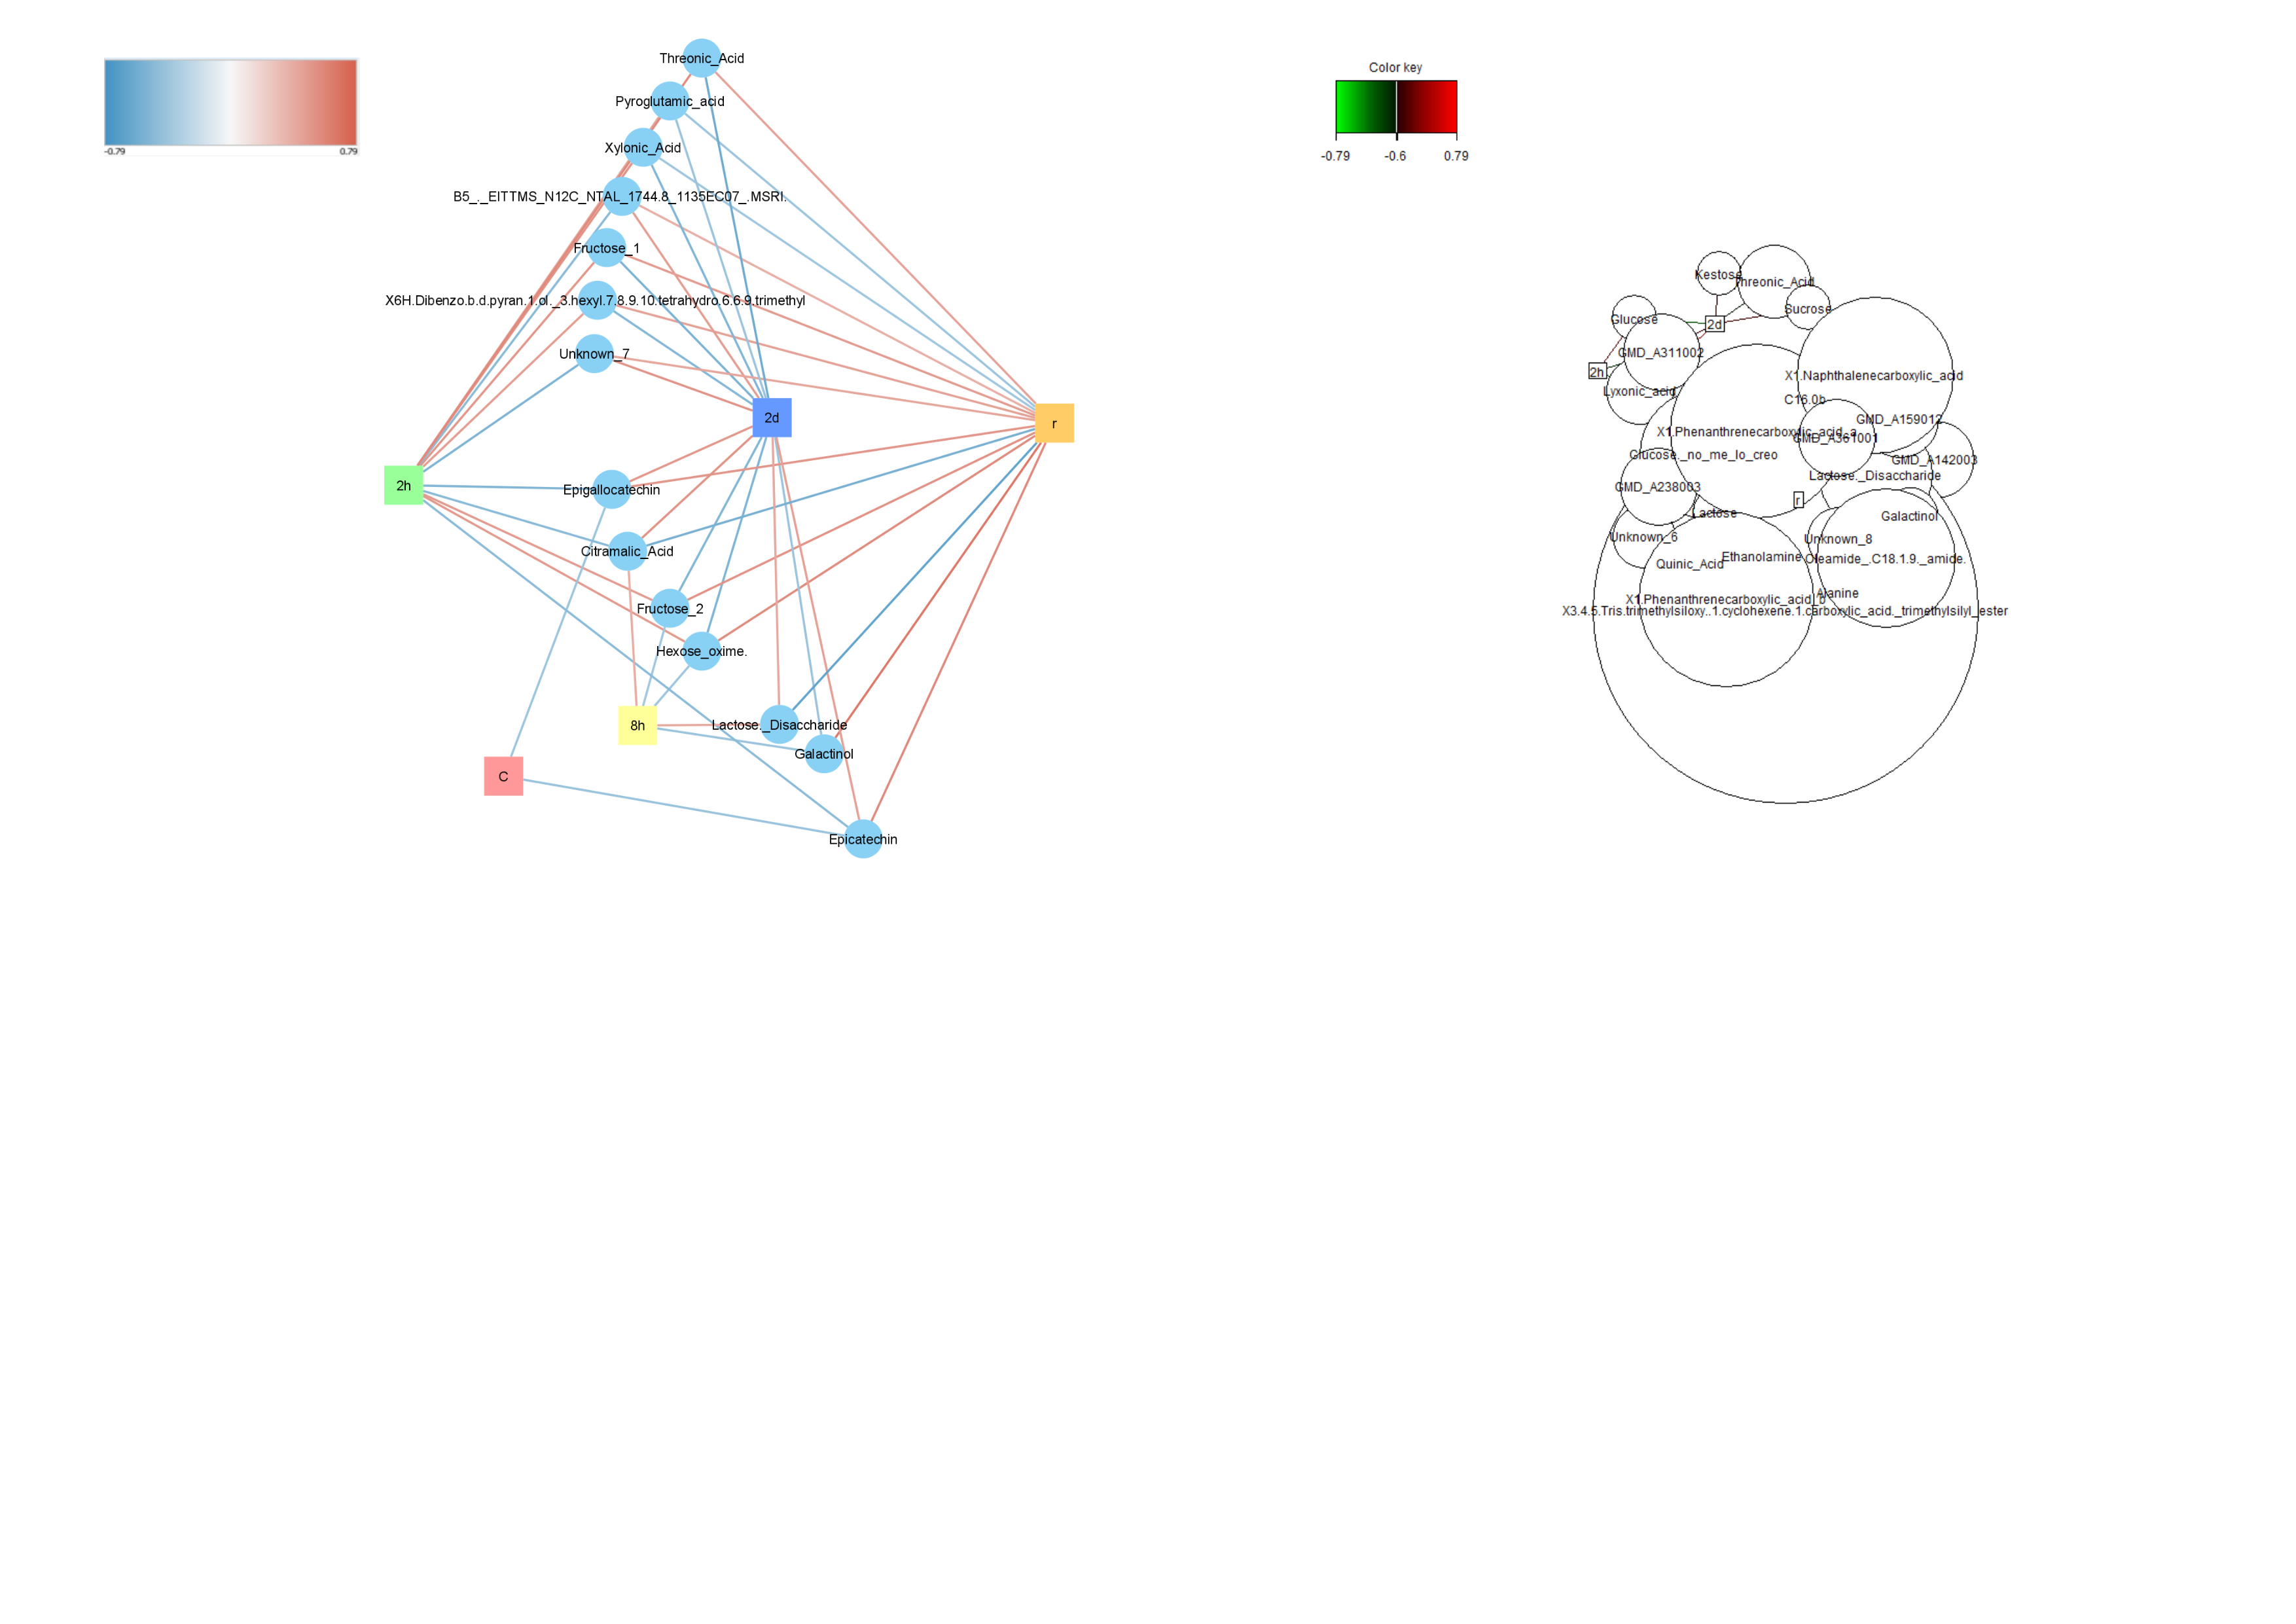 -0.79
0.79
Threonic_Acid
Pyroglutamic_acid
Xylonic_Acid
B5_._EITTMS_N12C_NTAL_1744.8_1135EC07_.MSRI.
Fructose_1
X6H.Dibenzo.b.d.pyran.1.ol._3.hexyl.7.8.9.10.tetrahydro.6.6.9.trimethyl
Unknown_7
2d
r
2h
Epigallocatechin
Citramalic_Acid
Fructose_2
Hexose_oxime.
8h
Lactose._Disaccharide
Galactinol
C
Epicatechin
Color key
-0.79
-0.6
0.79
Kestose
Threonic_Acid
Sucrose
Glucose
2d
GMD_A311002
2h
Lyxonic_acid
X1.Naphthalenecarboxylic_acid
C16.0b
GMD_A159012
X1.Phenanthrenecarboxylic_acid._a
GMD_A361001
Glucose._no_me_lo_creo
GMD_A142003
Lactose._Disaccharide
GMD_A238003
r
Lactose
Galactinol
Unknown_6
Unknown_8
Ethanolamine
Oleamide_.C18.1.9._amide.
Quinic_Acid
Alanine
X1.Phenanthrenecarboxylic_acid_b
X3.4.5.Tris.trimethylsiloxy..1.cyclohexene.1.carboxylic_acid._trimethylsilyl_ester